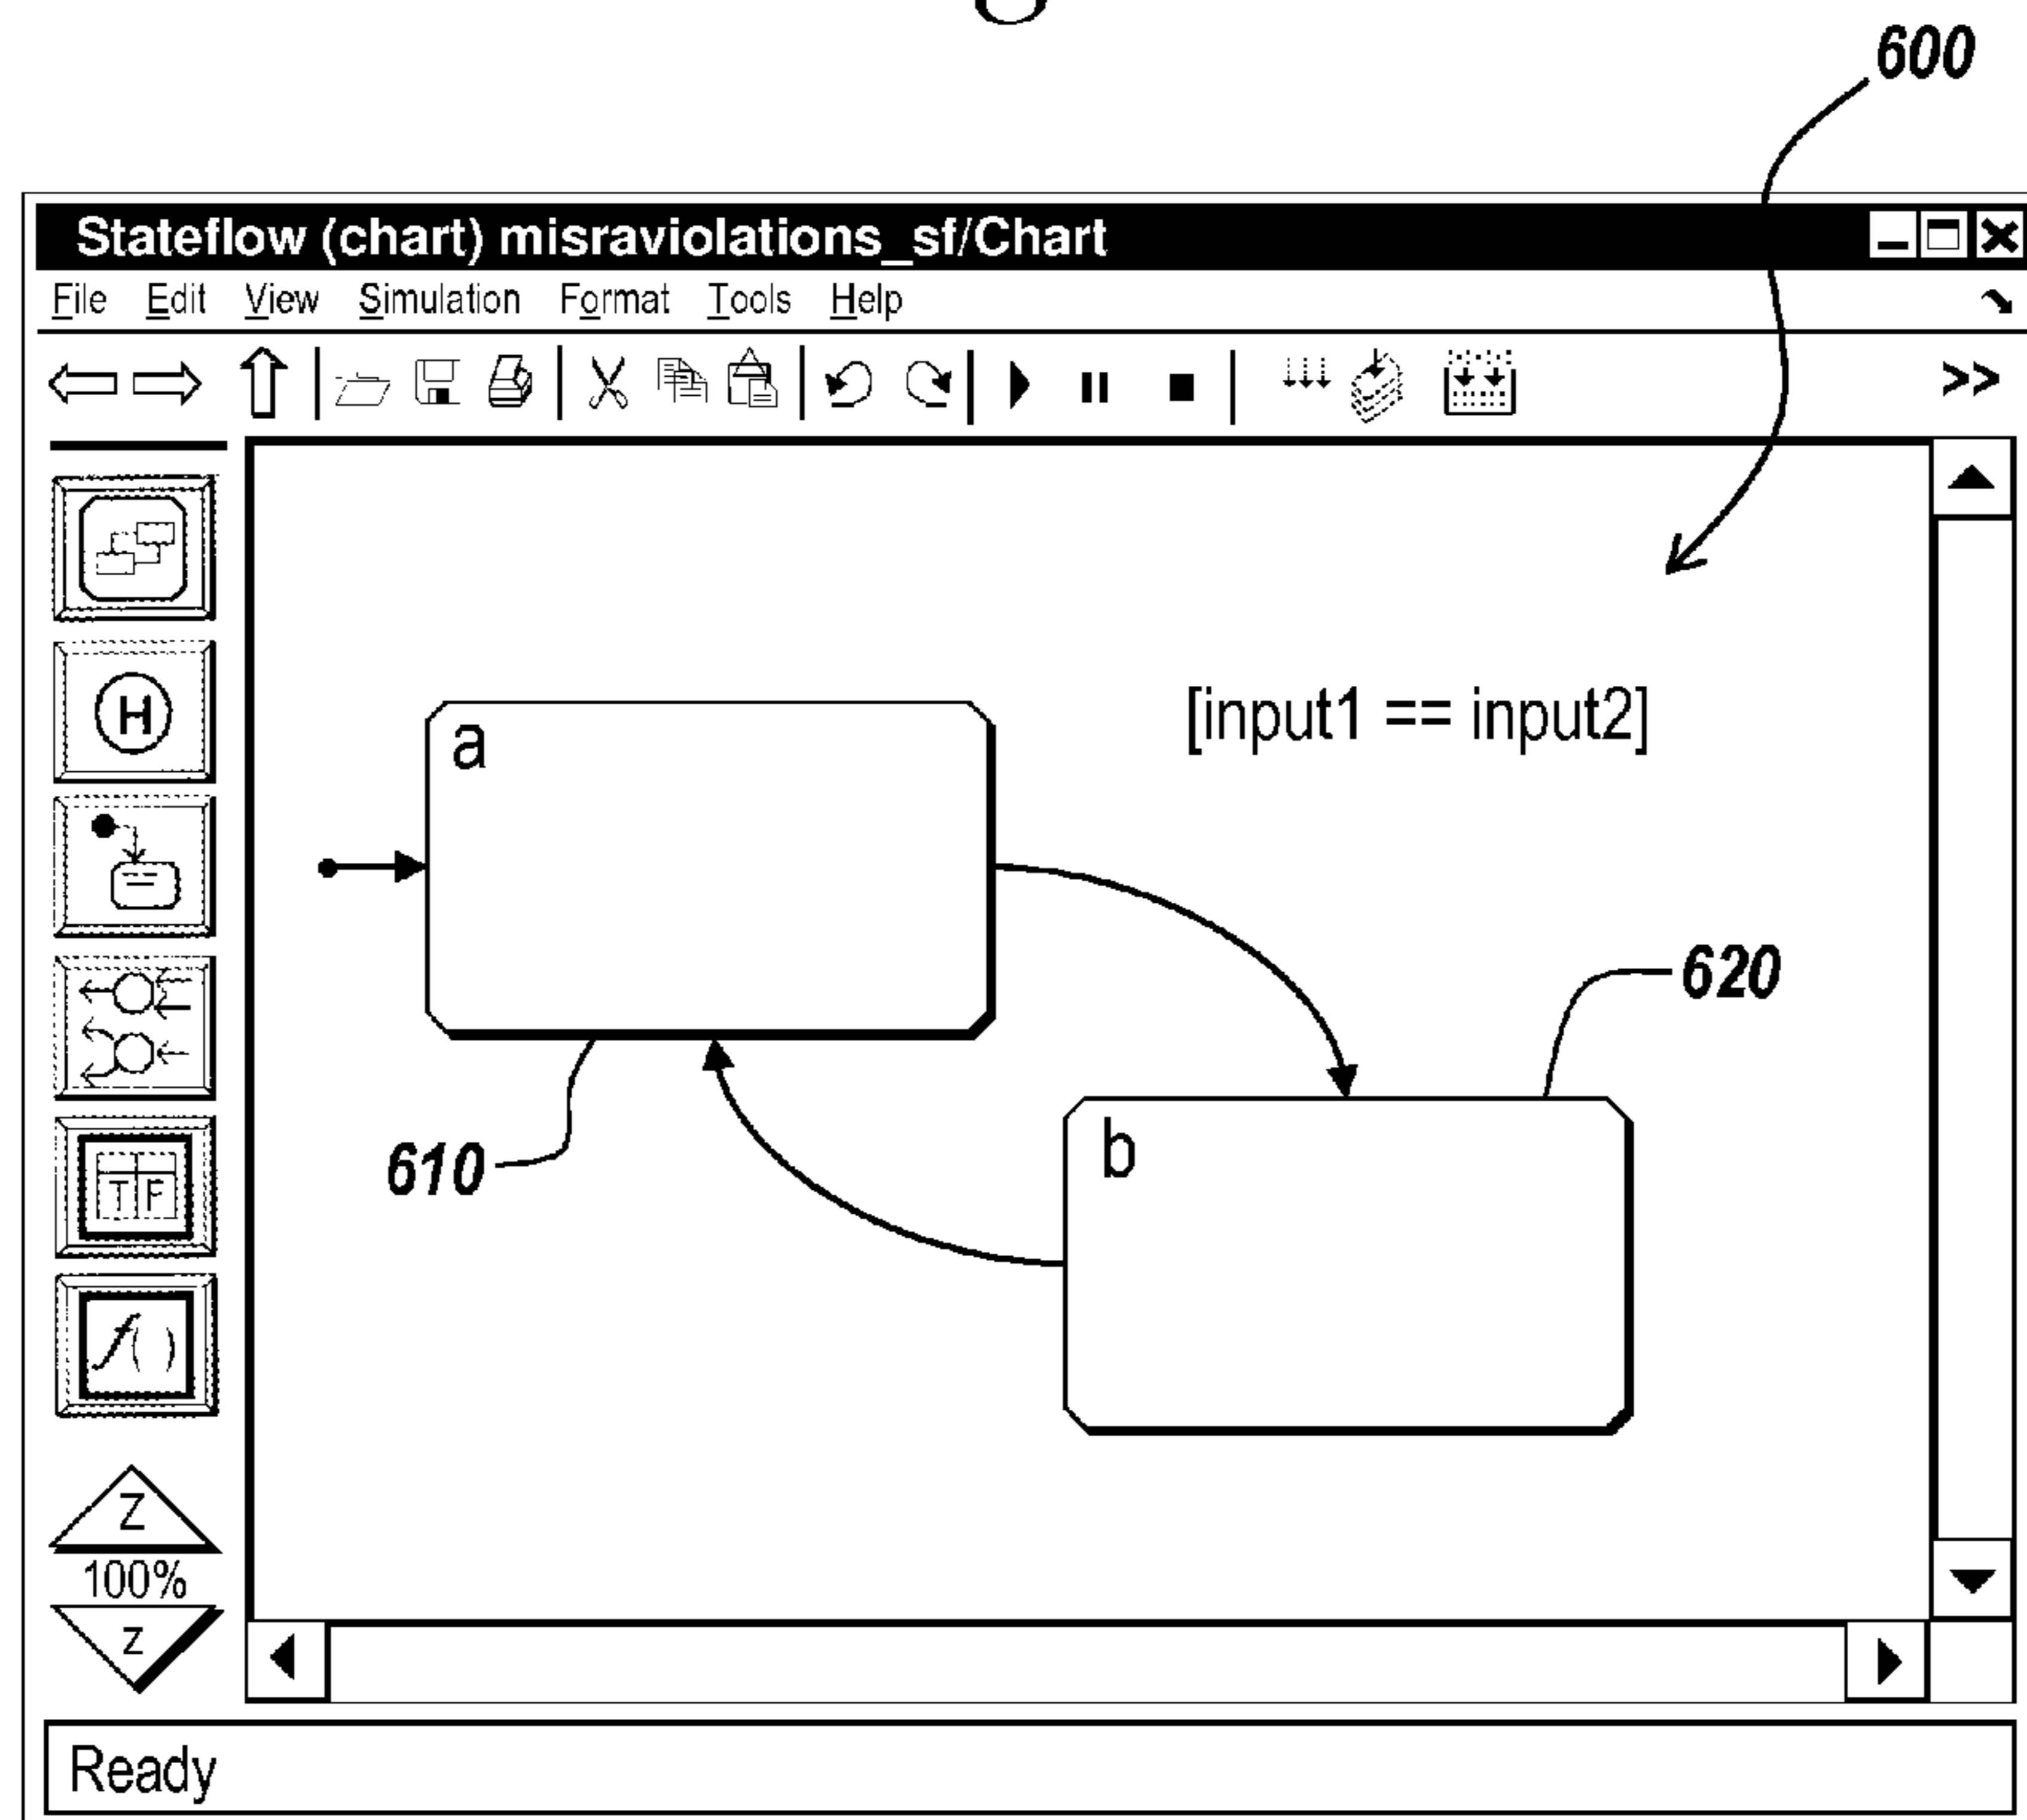 600
Stateflow (chart) misraviolations_sf/Chart
File Edit View Simulation Format Tools Help
>>
H
[input1 == input2]
a
620
b
610
T F
f( )
Z
100%
z
Ready